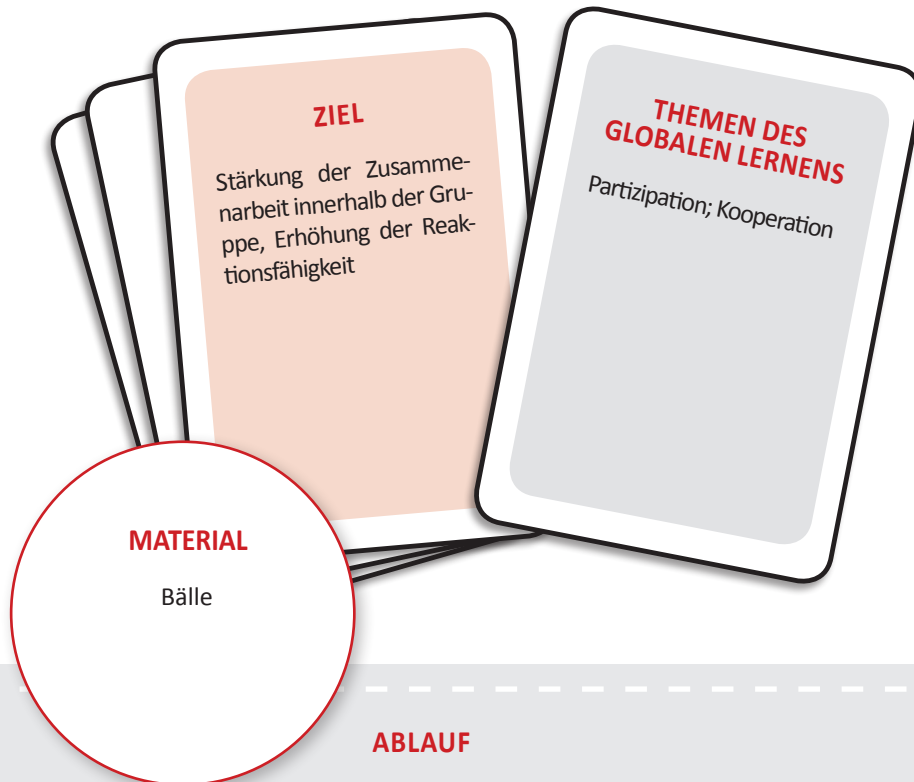 ZIEL
Stärkung der Zusamme-
narbeit innerhalb der Gru-
ppe, Erhöhung der Reak-
tionsfähigkeit
THEMEN DES
GLOBALEN LERNENS
Partizipation; Kooperation
MATERIAL
Bälle
ABLAUF